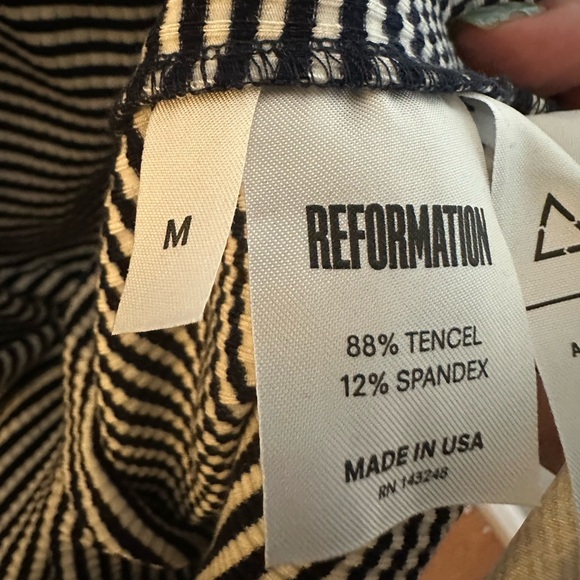 M
REFORMATION
88% TENCEL
12% SPANDEX
MADE IN USA
RN 143248